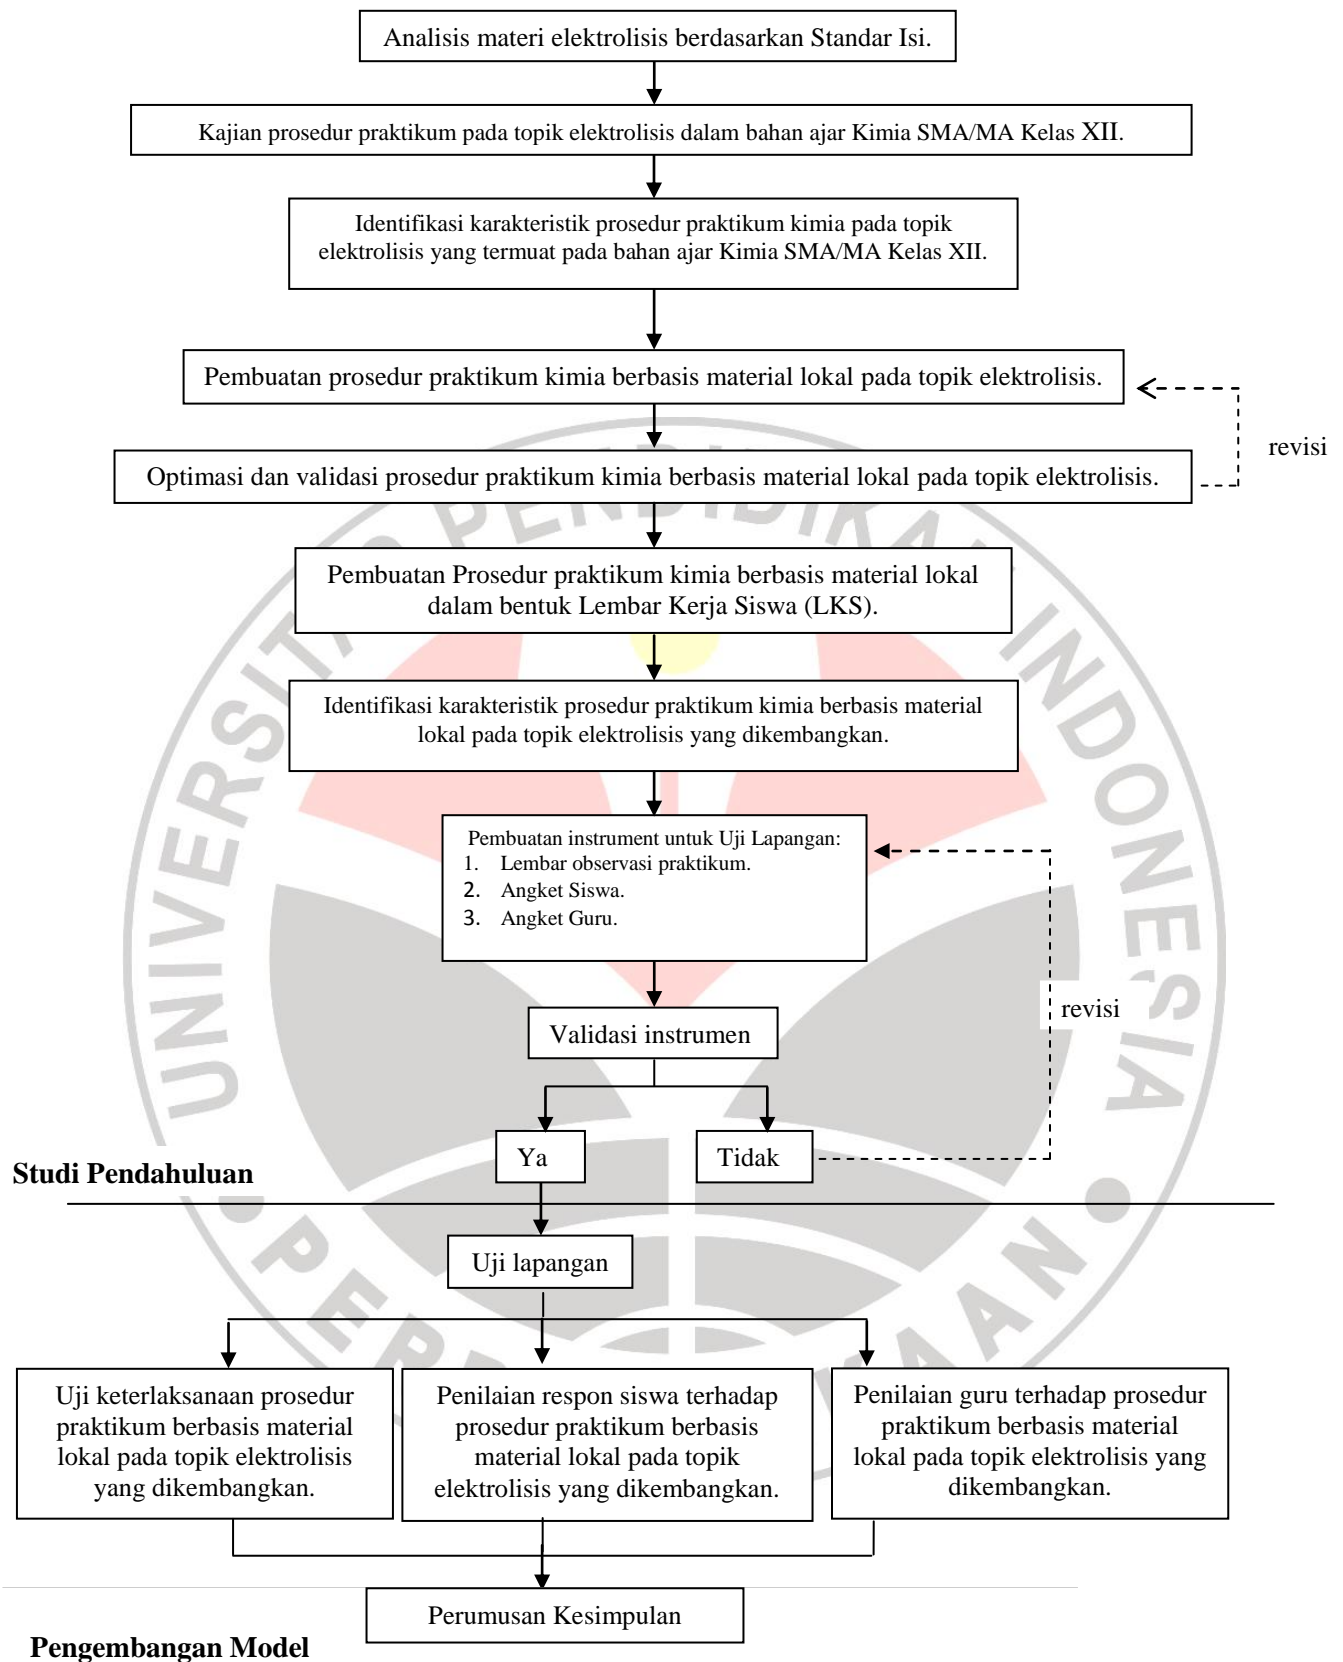 Analisis materi elektrolisis berdasarkan Standar Isi.
Kajian prosedur praktikum pada topik elektrolisis dalam bahan ajar Kimia SMA/MA Kelas XII.
Identifikasi karakteristik prosedur praktikum kimia pada topik
elektrolisis yang termuat pada bahan ajar Kimia SMA/MA Kelas XII.
Pembuatan prosedur praktikum kimia berbasis material lokal pada topik elektrolisis.
revisi
Optimasi dan validasi prosedur praktikum kimia berbasis material lokal pada topik elektrolisis.
Pembuatan Prosedur praktikum kimia berbasis material lokal
dalam bentuk Lembar Kerja Siswa (LKS).
Identifikasi karakteristik prosedur praktikum kimia berbasis material
lokal pada topik elektrolisis yang dikembangkan.
Pembuatan instrument untuk Uji Lapangan:
1. Lembar observasi praktikum.
2. Angket Siswa.
3. Angket Guru.
revisi
Validasi instrumen
Ya
Tidak
Studi Pendahuluan
Uji lapangan
Uji keterlaksanaan prosedur
praktikum berbasis material
lokal pada topik elektrolisis
yang dikembangkan.
Penilaian respon siswa terhadap
prosedur praktikum berbasis
material lokal pada topik
elektrolisis yang dikembangkan.
Penilaian guru terhadap prosedur
praktikum berbasis material
lokal pada topik elektrolisis yang
dikembangkan.
Perumusan Kesimpulan
Pengembangan Model
UNIVERSITAS PENDIDIKAN INDONESIA